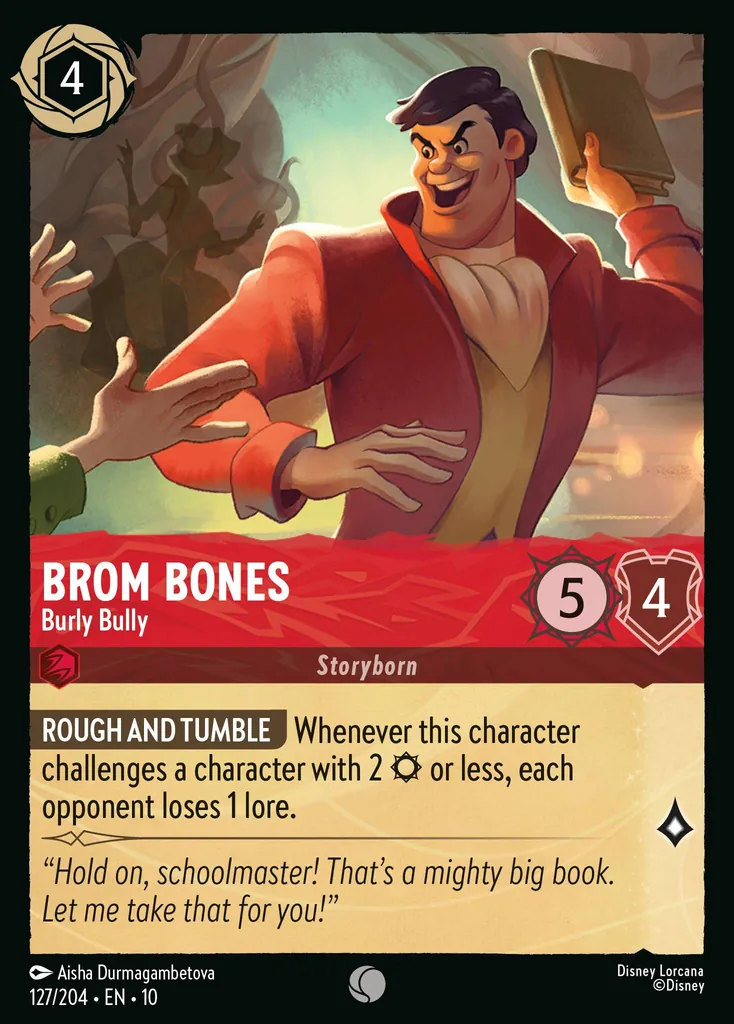 4
BROM BONES
Burly Bully
5
4
Storyborn
ROUGH AND TUMBLE Whenever this character
challenges a character with 2 or less, each
opponent loses 1 lore.
“Hold on, schoolmaster! That’s a mighty big book.
Let me take that for you!”
Aisha Durmagambetova
127/204 • EN • 10
Disney Lorcana
©Disney